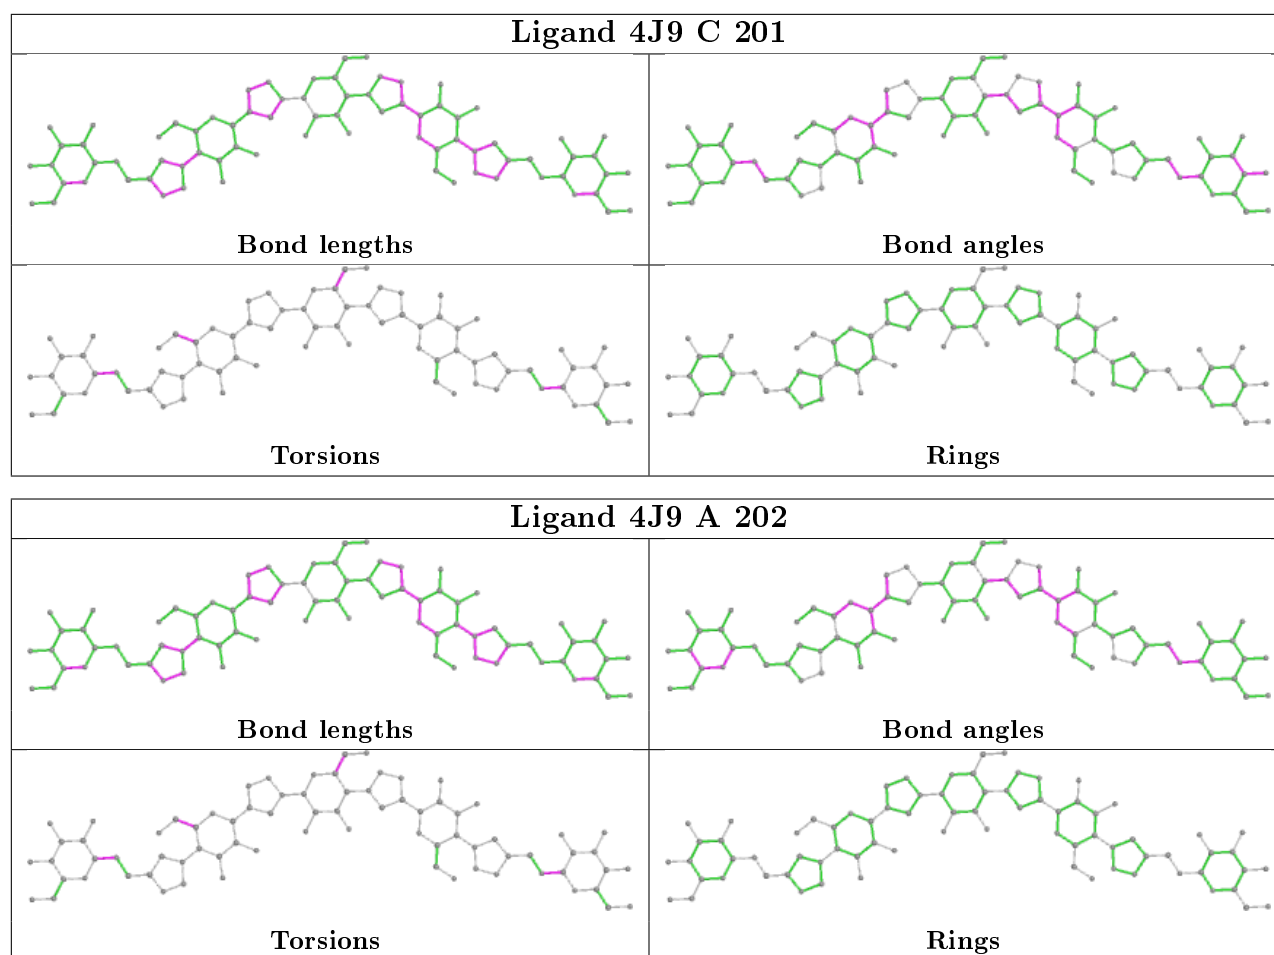 Ligand 4J9 C 201
Bond lengths
Bond angles
Torsions
Rings
Ligand 4J9 A 202
Bond lengths
Bond angles
Torsions
Rings